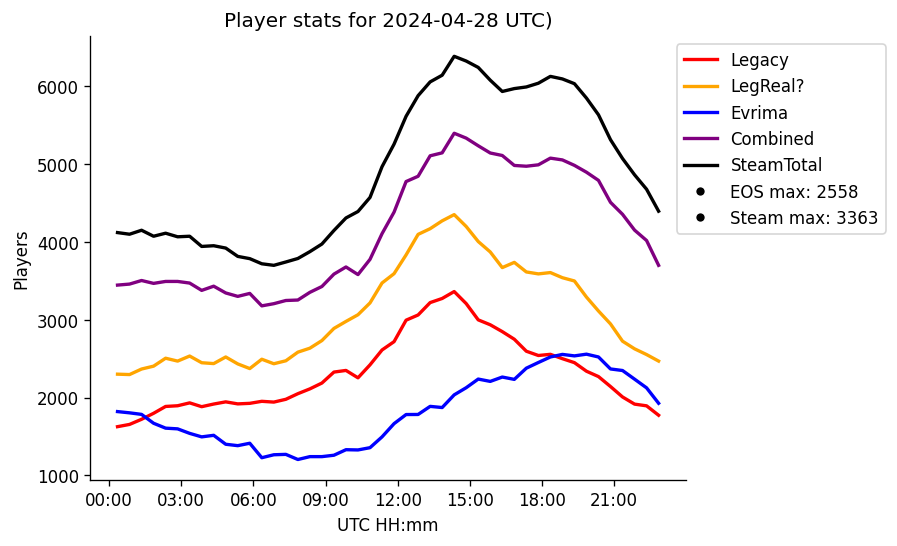 Player stats for 2024-04-28 UTC)
Legacy
LegReal?
Evrima
Combined
SteamTotal
EOS max: 2558
Steam max: 3363
Players
6000
5000
4000
3000
2000
1000
00:00 03:00 06:00 09:00 12:00 15:00 18:00 21:00
UTC HH:mm